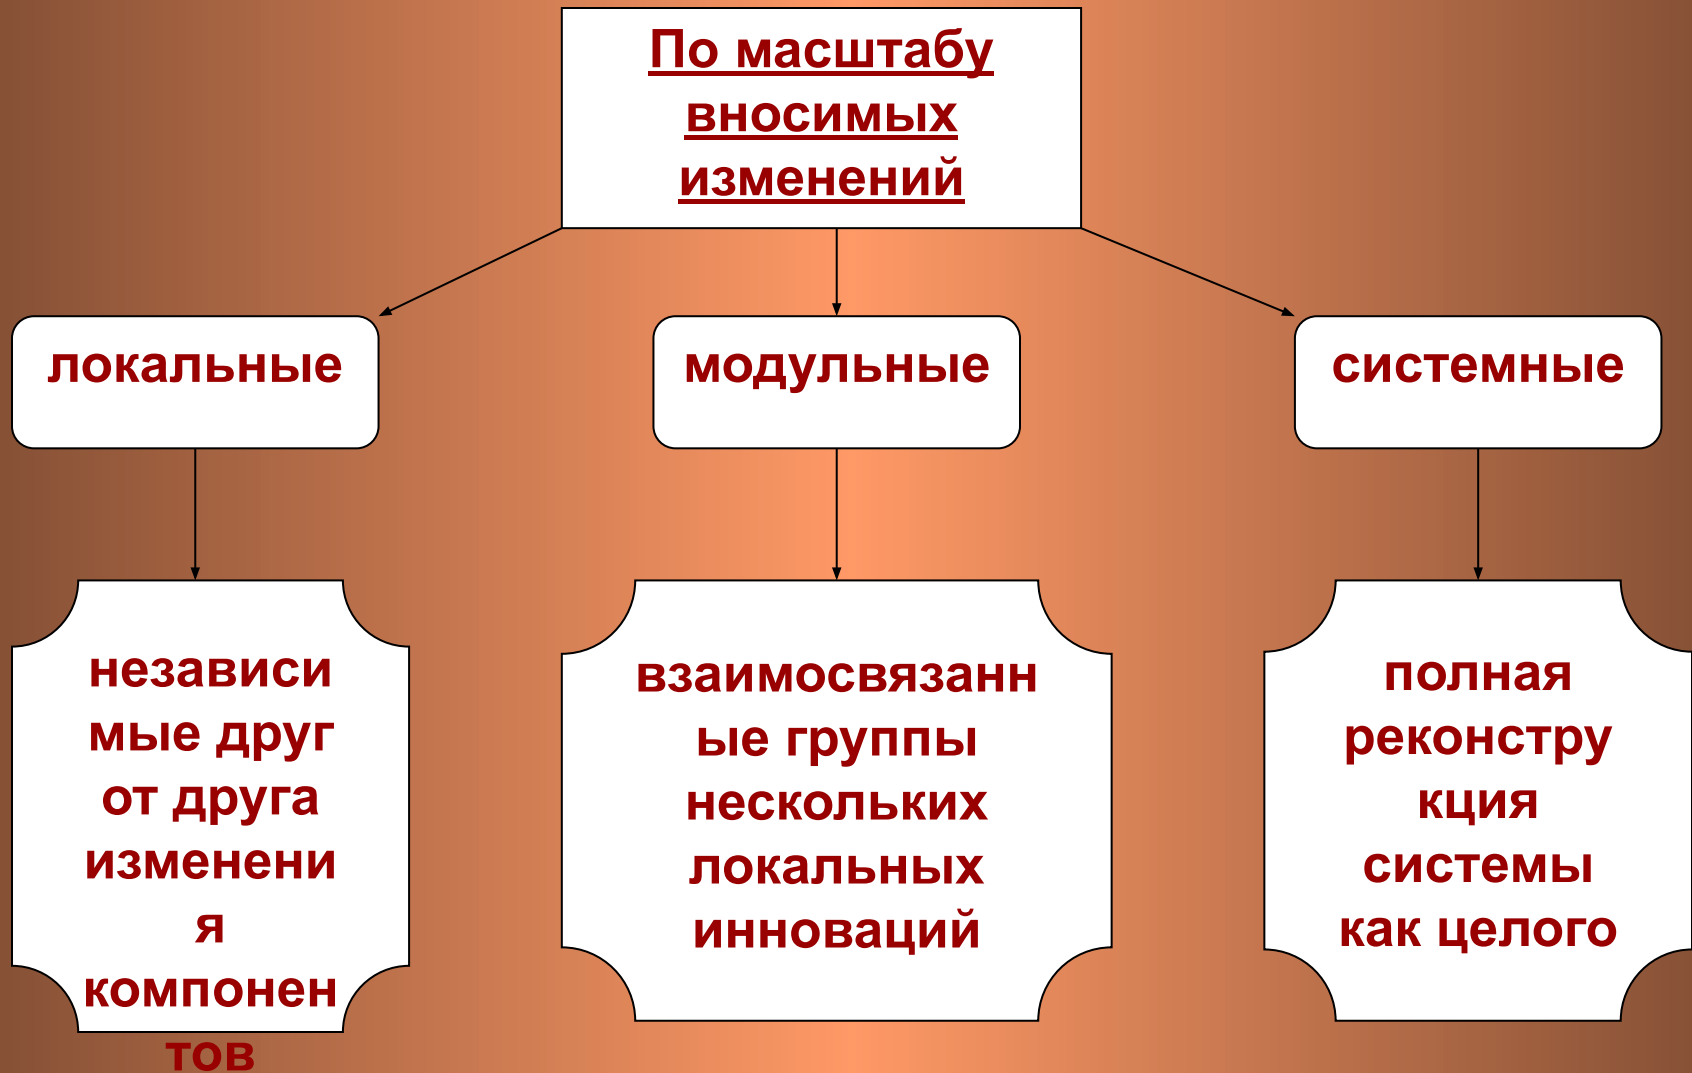 По масштабу
вносимых
изменений
локальные
модульные
системные
независи
мые друг
от друга
изменени
я
компонен
тов
взаимосвязанн
ые группы
нескольких
локальных
инноваций
полная
реконстру
кция
системы
как целого